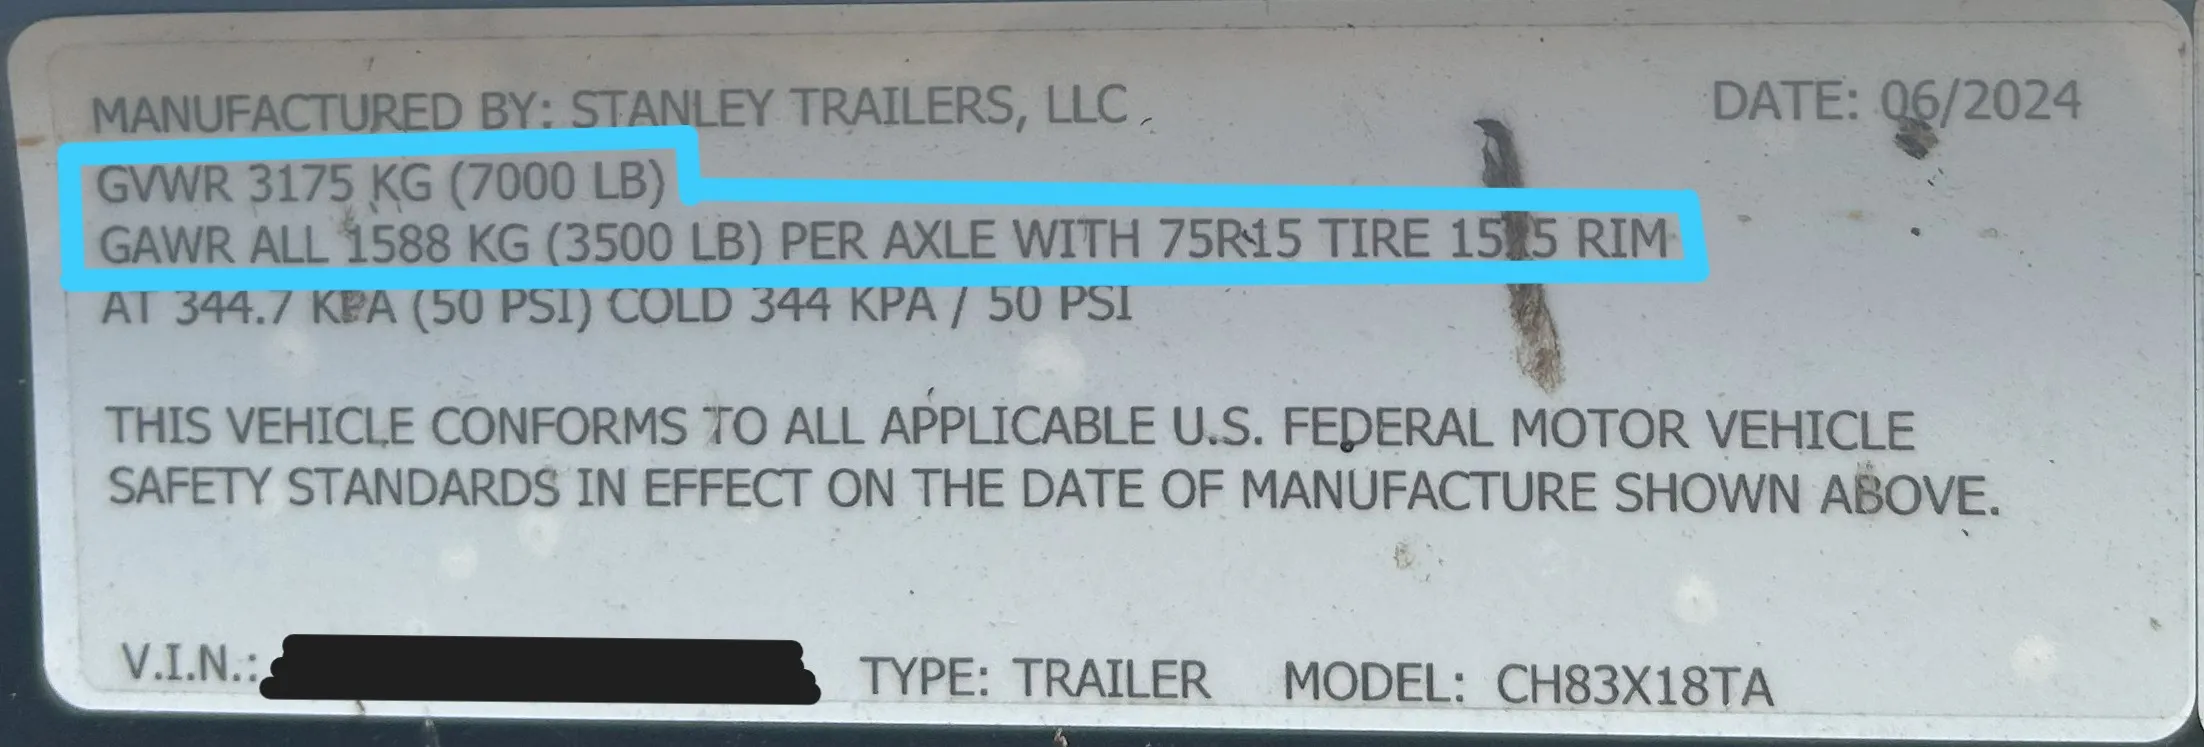 MANUFACTURED BY: STANLEY TRAILERS, LLC DATE: 06/2024
GVWR 3175 KG (7000 LB)
GAWR ALL 1588 KG (3500 LB) PER AXLE WITH 75R15 TIRE RIM
AT 344.7 KPA (50 PSI) COLD 344 KPA / 50 PSI
THIS VEHICLE CONFORMS TO ALL APPLICABLE U.S. FEDERAL MOTOR VEHICLE
SAFETY STANDARDS IN EFFECT ON THE DATE OF MANUFACTURE SHOWN ABOVE.
V.I.N.: TYPE: TRAILER MODEL: CH83X18TA